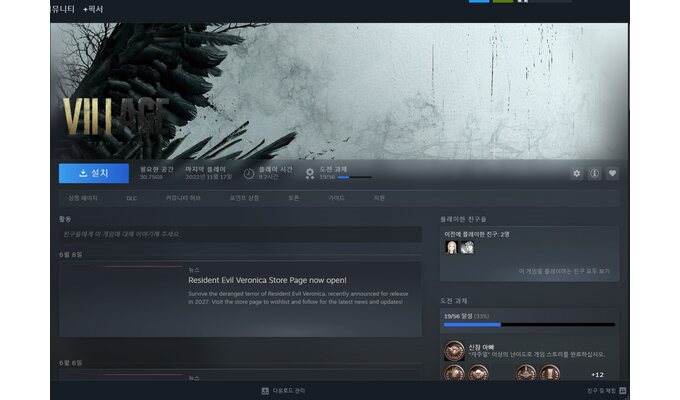 뮤니티 +픽서
VILLAGE
설치
필요한 공간
30.75GB
마지막 플레이
2022년 11월 17일
플레이 시간
9.2시간
도전 과제
19/56
상점 페이지 DLC 커뮤니티 허브 포인트 상점 토론 가이드 지원
활동
친구들에게 이 게임에 대해 이야기해 주세요.
6월 8일
뉴스
Resident Evil Veronica Store Page now open!
Survive the deranged terror of Resident Evil Veronica, recently announced for release
in 2027. Visit the store page to wishlist and follow for the latest news and updates!
6월 6일
뉴스
플레이한 친구들
이전에 플레이한 친구: 2명
이 게임을 플레이하는 친구 모두 보기
도전 과제
19/56 달성 (33%)
신참 아빠
"캐주얼" 이상의 난이도로 게임 스토리를 완료하십시오.
+12
다운로드 관리
친구 및 채팅